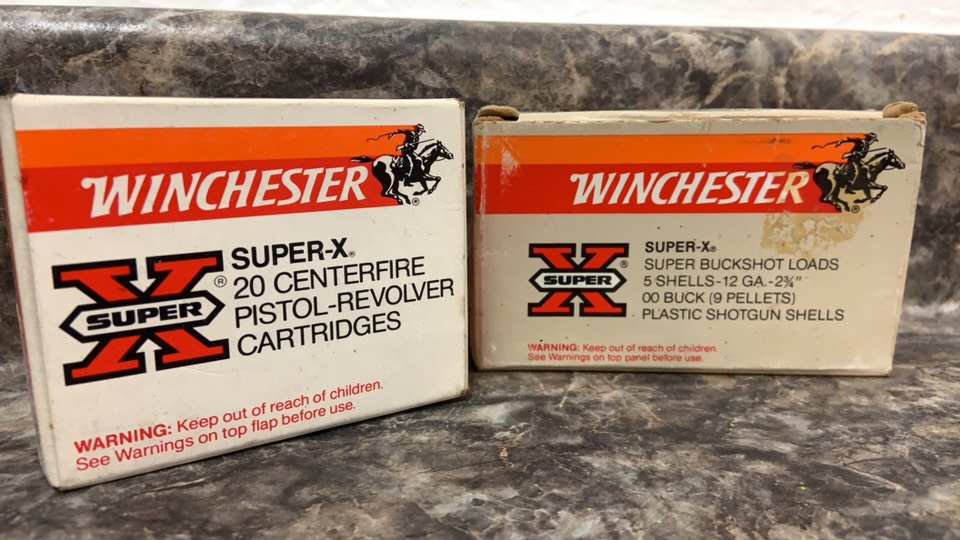 WINCHESTER®
SUPER
X®
SUPER-X®
20 CENTERFIRE
PISTOL-REVOLVER
CARTRIDGES
WARNING: Keep out of reach of children.
See Warnings on top flap before use.
WINCHESTER®
SUPER
X®
SUPER-X®
SUPER BUCKSHOT LOADS
5 SHELLS-12 GA.-2¾"
00 BUCK (9 PELLETS)
PLASTIC SHOTGUN SHELLS
WARNING: Keep out of reach of children.
See Warnings on top panel before use.